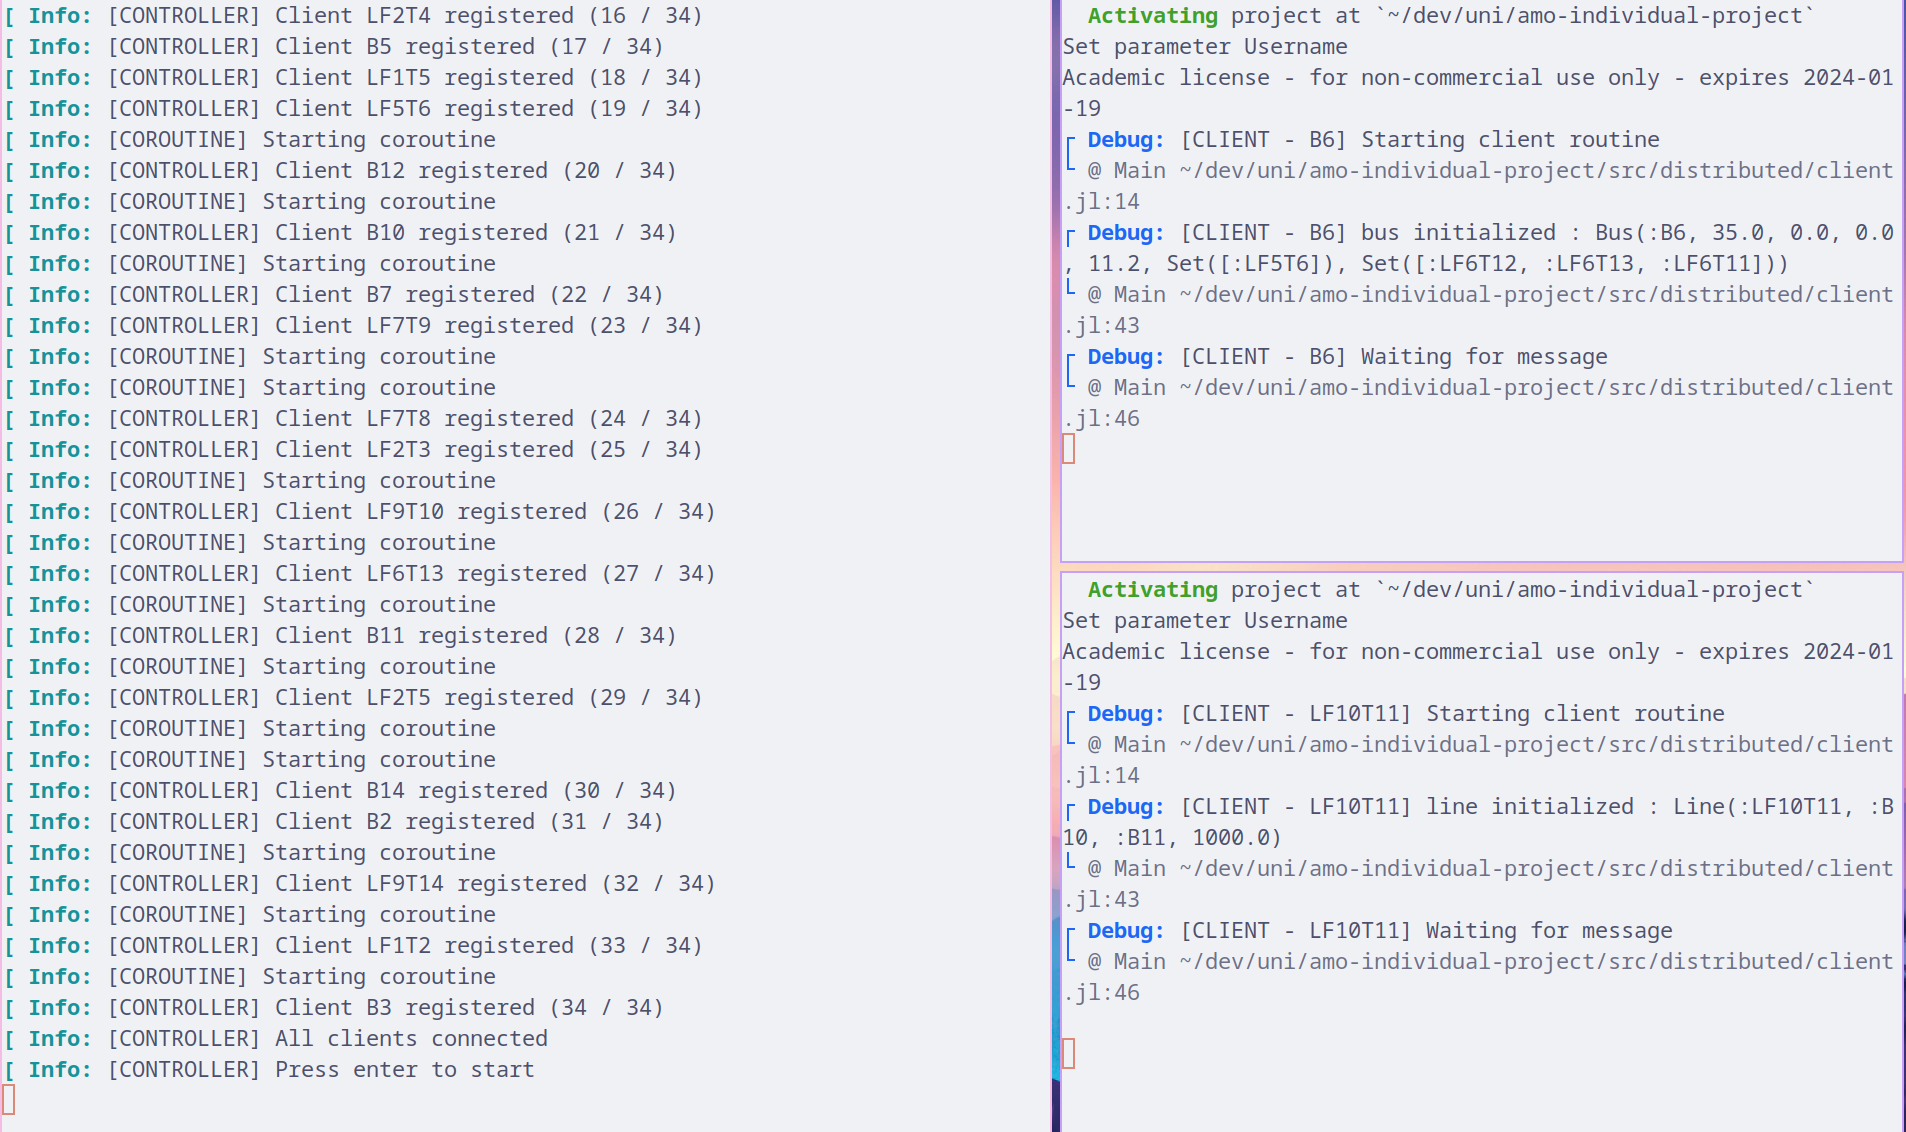 [ Info: [CONTROLLER] Client LF2T4 registered (16 / 34)
[ Info: [CONTROLLER] Client B5 registered (17 / 34)
[ Info: [CONTROLLER] Client LF1T5 registered (18 / 34)
[ Info: [CONTROLLER] Client LF5T6 registered (19 / 34)
[ Info: [COROUTINE] Starting coroutine
[ Info: [CONTROLLER] Client B12 registered (20 / 34)
[ Info: [COROUTINE] Starting coroutine
[ Info: [CONTROLLER] Client B10 registered (21 / 34)
[ Info: [COROUTINE] Starting coroutine
[ Info: [CONTROLLER] Client B7 registered (22 / 34)
[ Info: [CONTROLLER] Client LF7T9 registered (23 / 34)
[ Info: [COROUTINE] Starting coroutine
[ Info: [COROUTINE] Starting coroutine
[ Info: [CONTROLLER] Client LF7T8 registered (24 / 34)
[ Info: [CONTROLLER] Client LF2T3 registered (25 / 34)
[ Info: [COROUTINE] Starting coroutine
[ Info: [CONTROLLER] Client LF9T10 registered (26 / 34)
[ Info: [COROUTINE] Starting coroutine
[ Info: [CONTROLLER] Client LF6T13 registered (27 / 34)
[ Info: [COROUTINE] Starting coroutine
[ Info: [CONTROLLER] Client B11 registered (28 / 34)
[ Info: [COROUTINE] Starting coroutine
[ Info: [CONTROLLER] Client LF2T5 registered (29 / 34)
[ Info: [COROUTINE] Starting coroutine
[ Info: [COROUTINE] Starting coroutine
[ Info: [CONTROLLER] Client B14 registered (30 / 34)
[ Info: [CONTROLLER] Client B2 registered (31 / 34)
[ Info: [COROUTINE] Starting coroutine
[ Info: [CONTROLLER] Client LF9T14 registered (32 / 34)
[ Info: [COROUTINE] Starting coroutine
[ Info: [CONTROLLER] Client LF1T2 registered (33 / 34)
[ Info: [COROUTINE] Starting coroutine
[ Info: [CONTROLLER] Client B3 registered (34 / 34)
[ Info: [CONTROLLER] All clients connected
[ Info: [CONTROLLER] Press enter to start
Activating project at `~/dev/uni/amo-individual-project`
Set parameter Username
Academic license - for non-commercial use only - expires 2024-01
-19
┌ Debug: [CLIENT - B6] Starting client routine
└ @ Main ~/dev/uni/amo-individual-project/src/distributed/client
.jl:14
┌ Debug: [CLIENT - B6] bus initialized : Bus(:B6, 35.0, 0.0, 0.0
, 11.2, Set([:LF5T6]), Set([:LF6T12, :LF6T13, :LF6T11]))
└ @ Main ~/dev/uni/amo-individual-project/src/distributed/client
.jl:43
┌ Debug: [CLIENT - B6] Waiting for message
└ @ Main ~/dev/uni/amo-individual-project/src/distributed/client
.jl:46
Activating project at `~/dev/uni/amo-individual-project`
Set parameter Username
Academic license - for non-commercial use only - expires 2024-01
-19
┌ Debug: [CLIENT - LF10T11] Starting client routine
└ @ Main ~/dev/uni/amo-individual-project/src/distributed/client
.jl:14
┌ Debug: [CLIENT - LF10T11] line initialized : Line(:LF10T11, :B
10, :B11, 1000.0)
└ @ Main ~/dev/uni/amo-individual-project/src/distributed/client
.jl:43
┌ Debug: [CLIENT - LF10T11] Waiting for message
└ @ Main ~/dev/uni/amo-individual-project/src/distributed/client
.jl:46